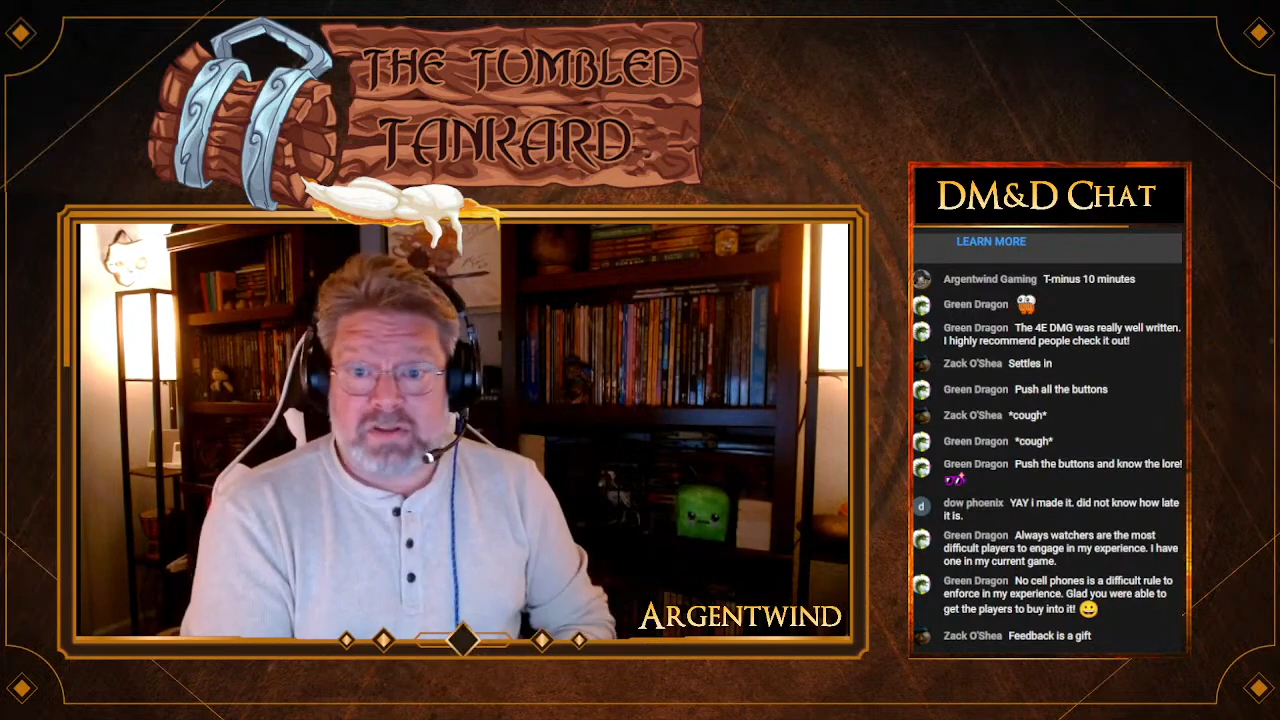 THE TUMBLED
TANKARD
DM&D CHAT
LEARN MORE
Argentwind Gaming T-minus 10 minutes
Green Dragon
Green Dragon The 4E DMG was really well written.
I highly recommend people check it out!
Zack O'Shea Settles in
Green Dragon Push all the buttons
Zack O'Shea *cough*
Green Dragon *cough*
Green Dragon Push the buttons and know the lore!
d dow phoenix YAY i made it. did not know how late
it is.
Green Dragon Always watchers are the most
difficult players to engage in my experience. I have
one in my current game.
Green Dragon No cell phones is a difficult rule to
enforce in my experience. Glad you were able to
get the players to buy into it!
Zack O'Shea Feedback is a gift
ARGENTWIND